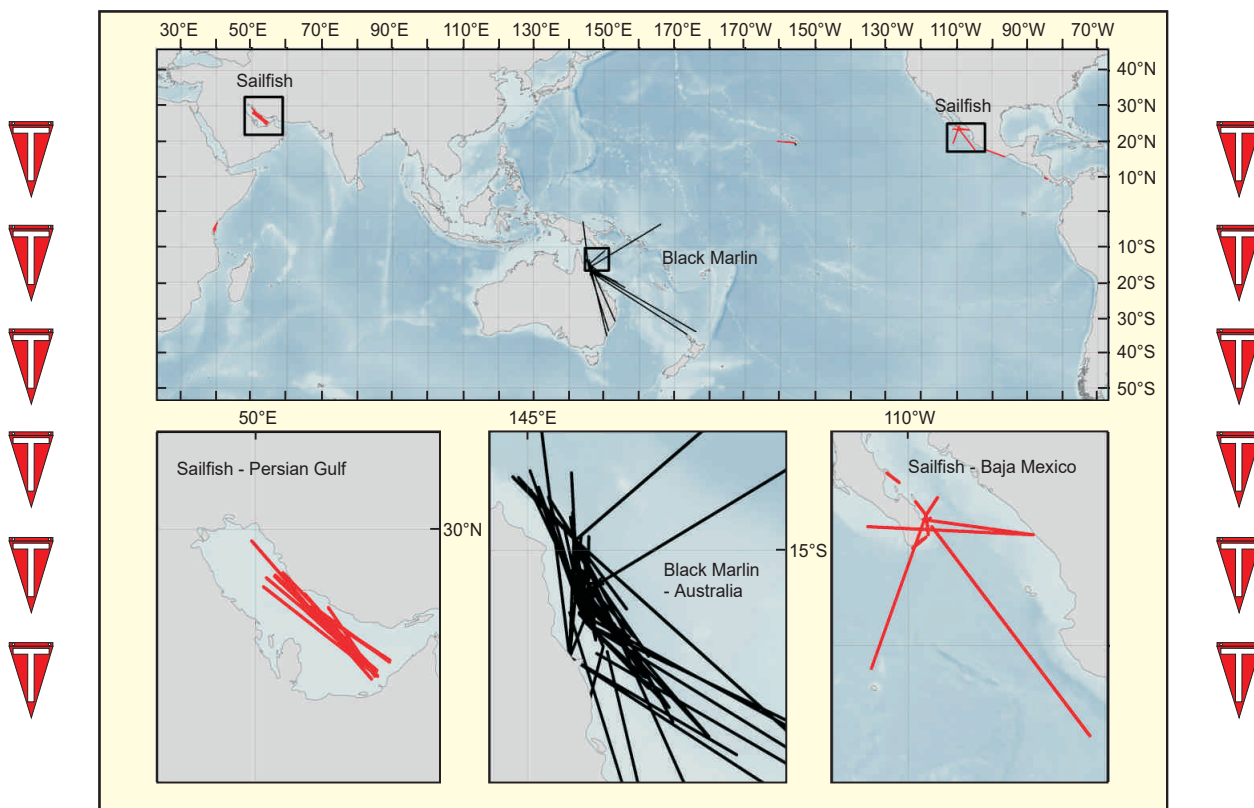 30°E 50°E 70°E 90°E 110°E 130°E 150°E 170°E 170°W 150°W 130°W 110°W 90°W 70°W
40°N
Sailfish
Sailfish
30°N
20°N
10°N
10°S
Black Marlin
20°S
30°S
40°S
50°S
50°E
145°E
110°W
Sailfish - Persian Gulf
Sailfish - Baja Mexico
30°N
15°S
Black Marlin
- Australia
T
T
T
T
T
T
T
T
T
T
T
T